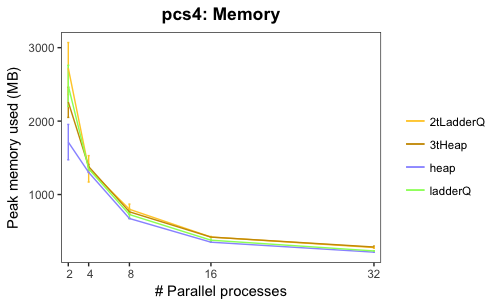 pcs4: Memory
Peak memory used (MB)
3000
2000
1000
2 4 8 16 32
# Parallel processes
2tLadderQ
3tHeap
heap
ladderQ